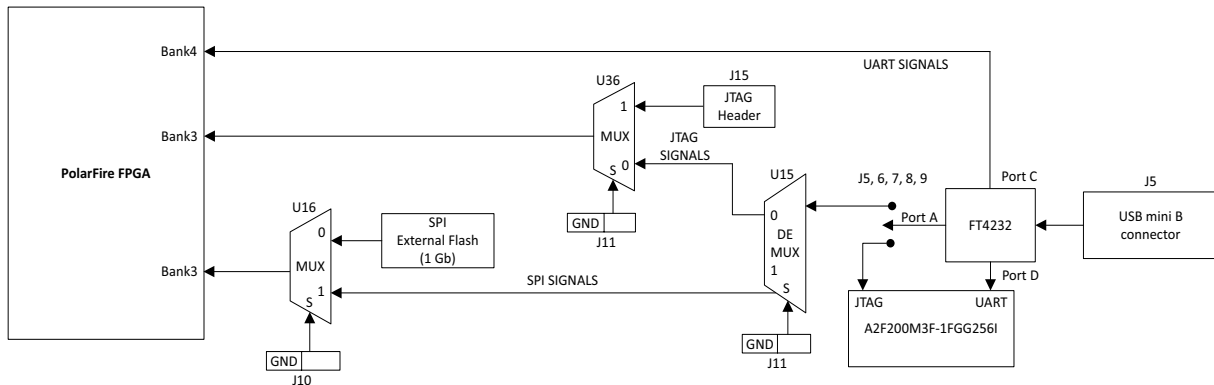 Bank4
UART SIGNALS
U36
J15
1
JTAG
Header
Bank3
MUX
JTAG
SIGNALS
0
S
PolarFire FPGA
U15
J5, 6, 7, 8, 9
Port C
J5
U16
GND
J11
0
Port A
FT4232
USB mini B
connector
0
SPI
External Flash
(1 Gb)
DE
MUX
1
S
Bank3
MUX
1
S
SPI SIGNALS
Port D
JTAG
UART
A2F200M3F-1FGG256I
GND
J10
GND
J11